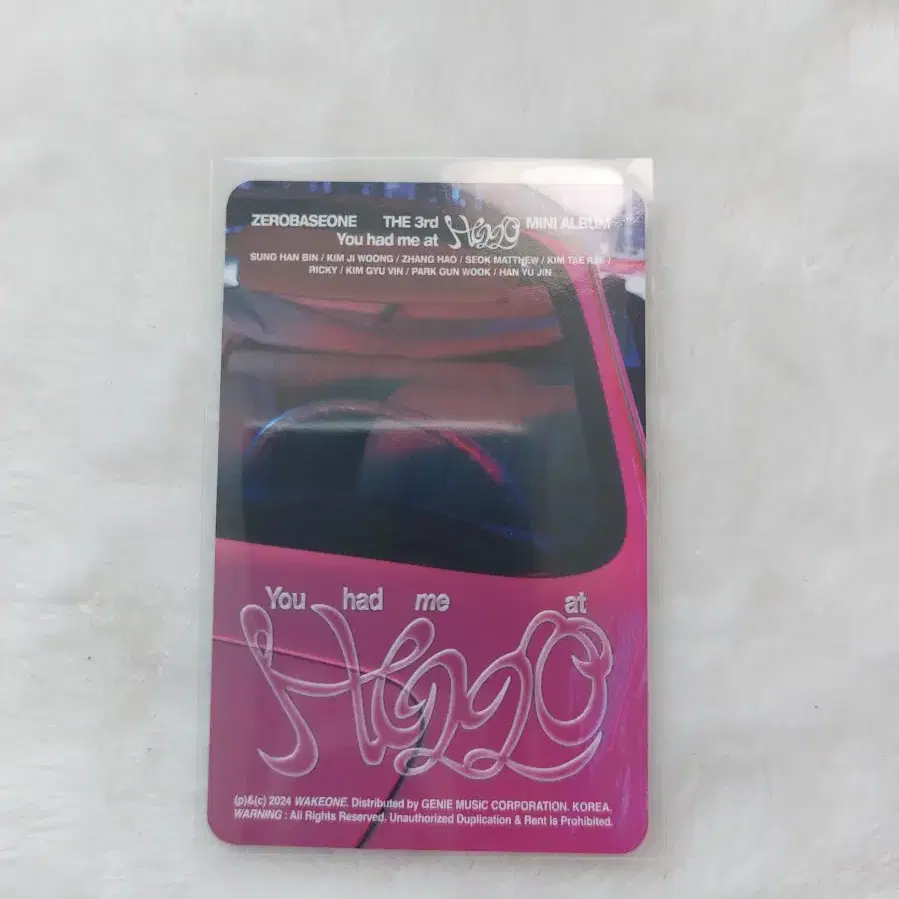 ZEROBASEONE THE 3rd MINI ALBUM
You had me at HELLO
SUNG HAN BIN / KIM JI WOONG / ZHANG HAO / SEOK MATTHEW / KIM TAE RAE /
RICKY / KIM GYU VIN / PARK GUN WOOK / HAN YU JIN
You had me at
HELLO
(p)&(c) 2024 WAKEONE. Distributed by GENIE MUSIC CORPORATION. KOREA.
WARNING : All Rights Reserved. Unauthorized Duplication & Rent is Prohibited.